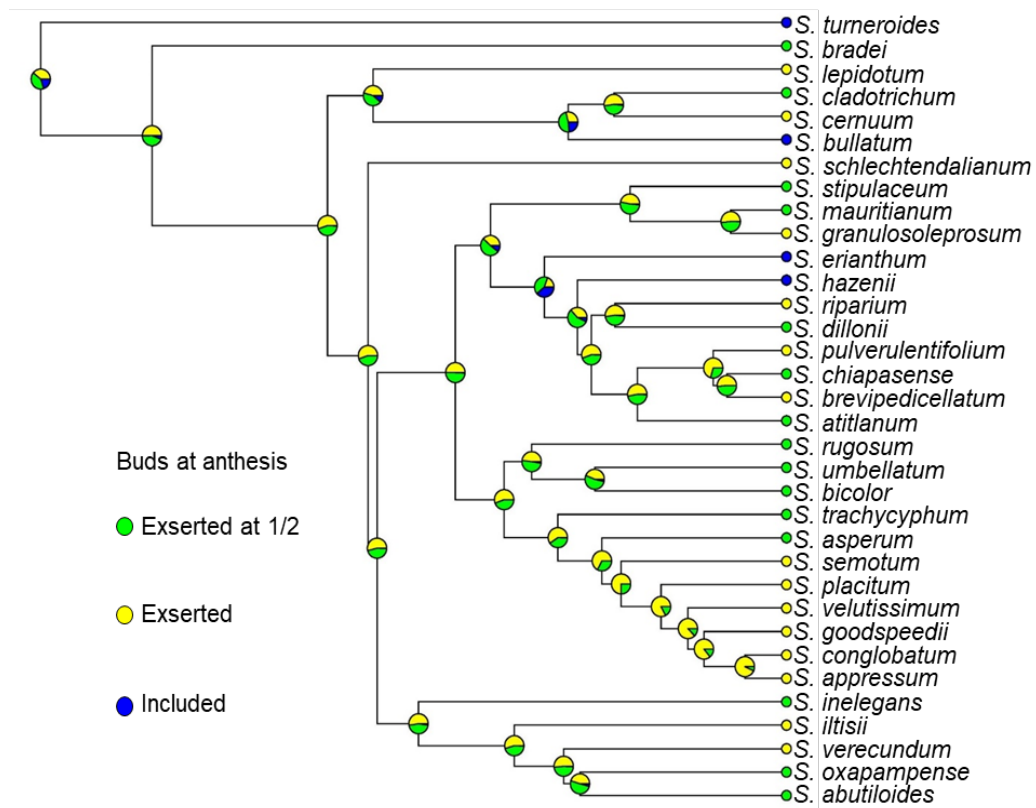 S. turneroides
S. bradei
S. lepidotum
S. cladotrichum
S. cernuum
S. bullatum
S. schlechtendalianum
S. stipulaceum
S. mauritianum
S. granulosoleprosum
S. erianthum
S. hazenii
S. riparium
S. dillonii
S. pulverulentifolium
S. chiapasense
S. brevipedicellatum
S. atitlanum
S. rugosum
S. umbellatum
S. bicolor
S. trachycyphum
S. asperum
S. semotum
S. placitum
S. velutissimum
S. goodspeedii
S. conglobatum
S. appressum
S. inelegans
S. iltisii
S. verecundum
S. oxapampense
S. abutiloides
Buds at anthesis
Exserted at 1/2
Exserted
Included